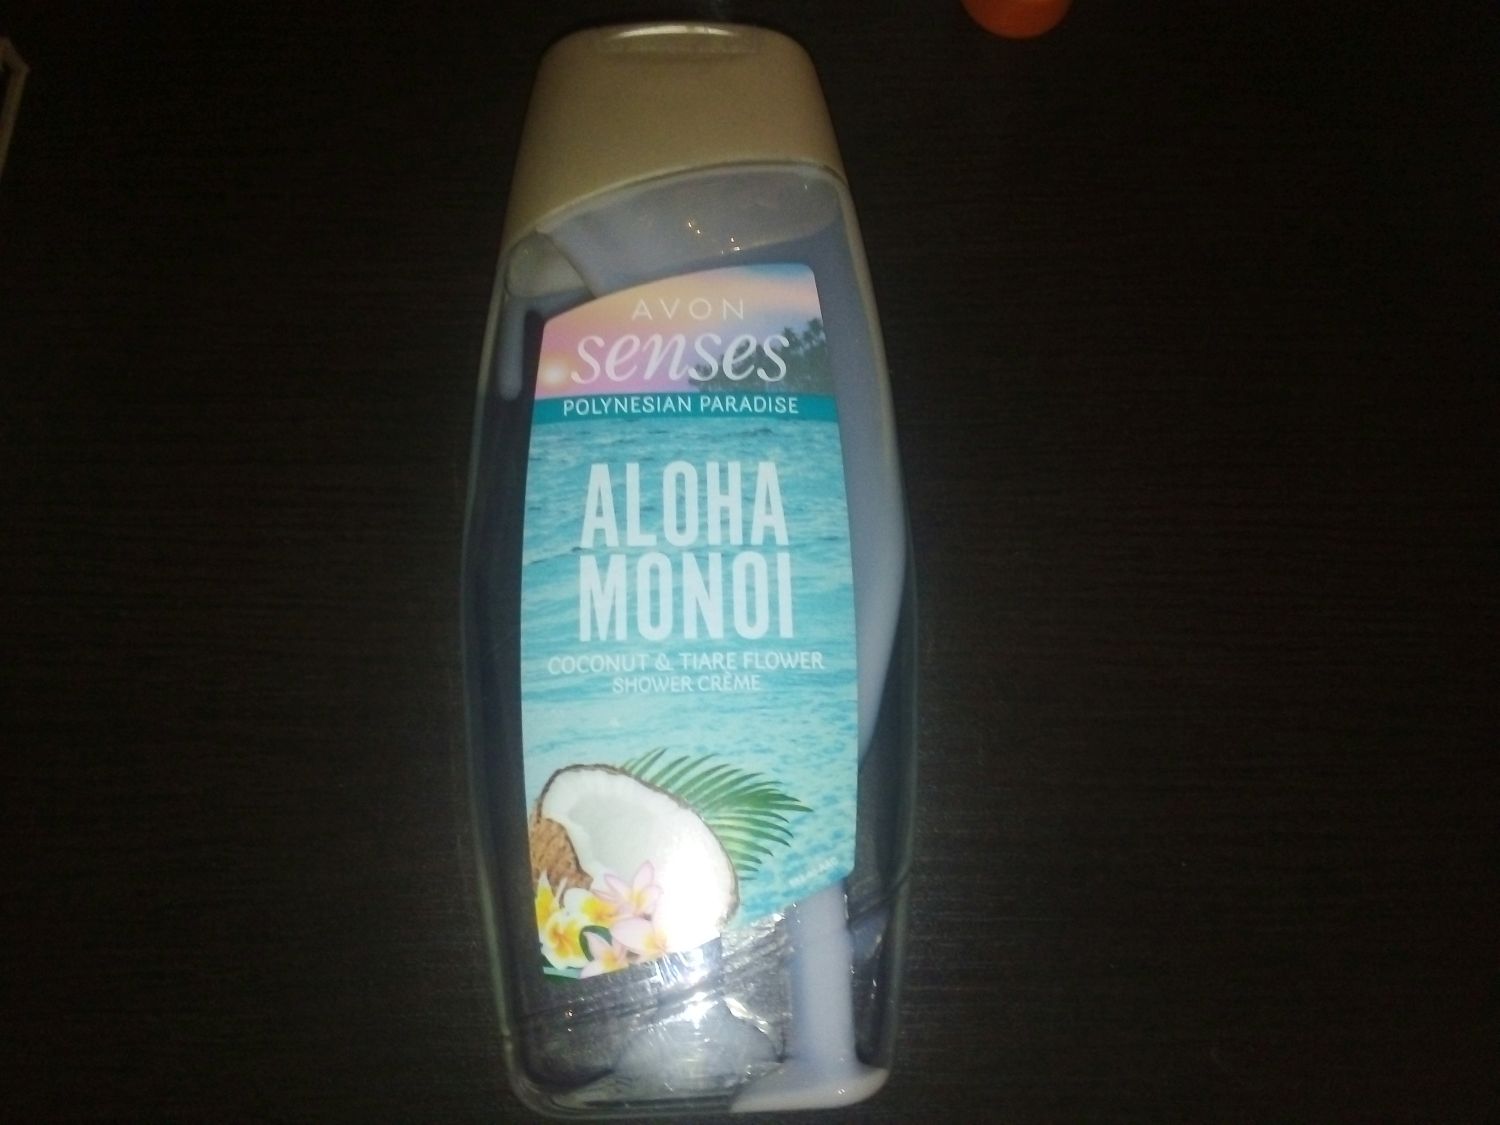 AVON
senses
POLYNESIAN PARADISE
ALOHA
MONOI
COCONUT & TIARE FLOWER
SHOWER CRÈME